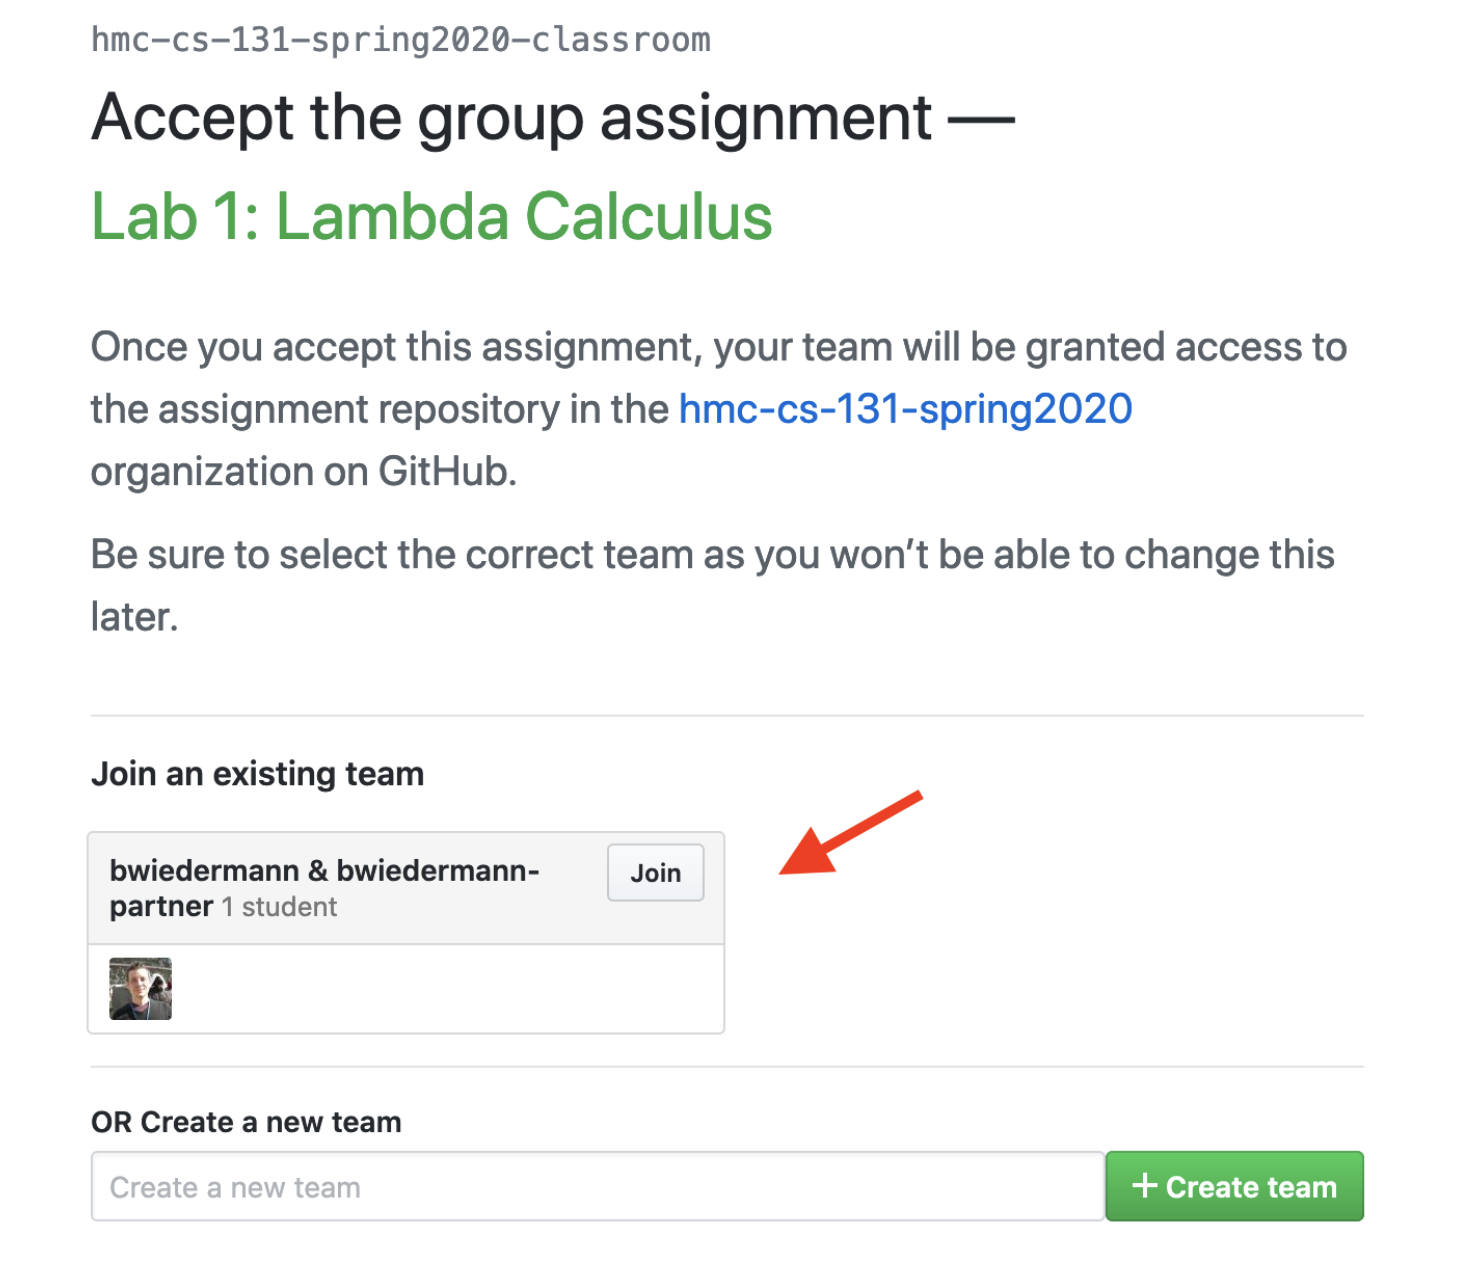 hmc-cs-131-spring2020-classroom
Accept the group assignment —
Lab 1: Lambda Calculus
Once you accept this assignment, your team will be granted access to
the assignment repository in the hmc-cs-131-spring2020
organization on GitHub.
Be sure to select the correct team as you won’t be able to change this
later.
Join an existing team
bwiedermann & bwiedermann-
partner 1 student
Join
OR Create a new team
Create a new team
+ Create team